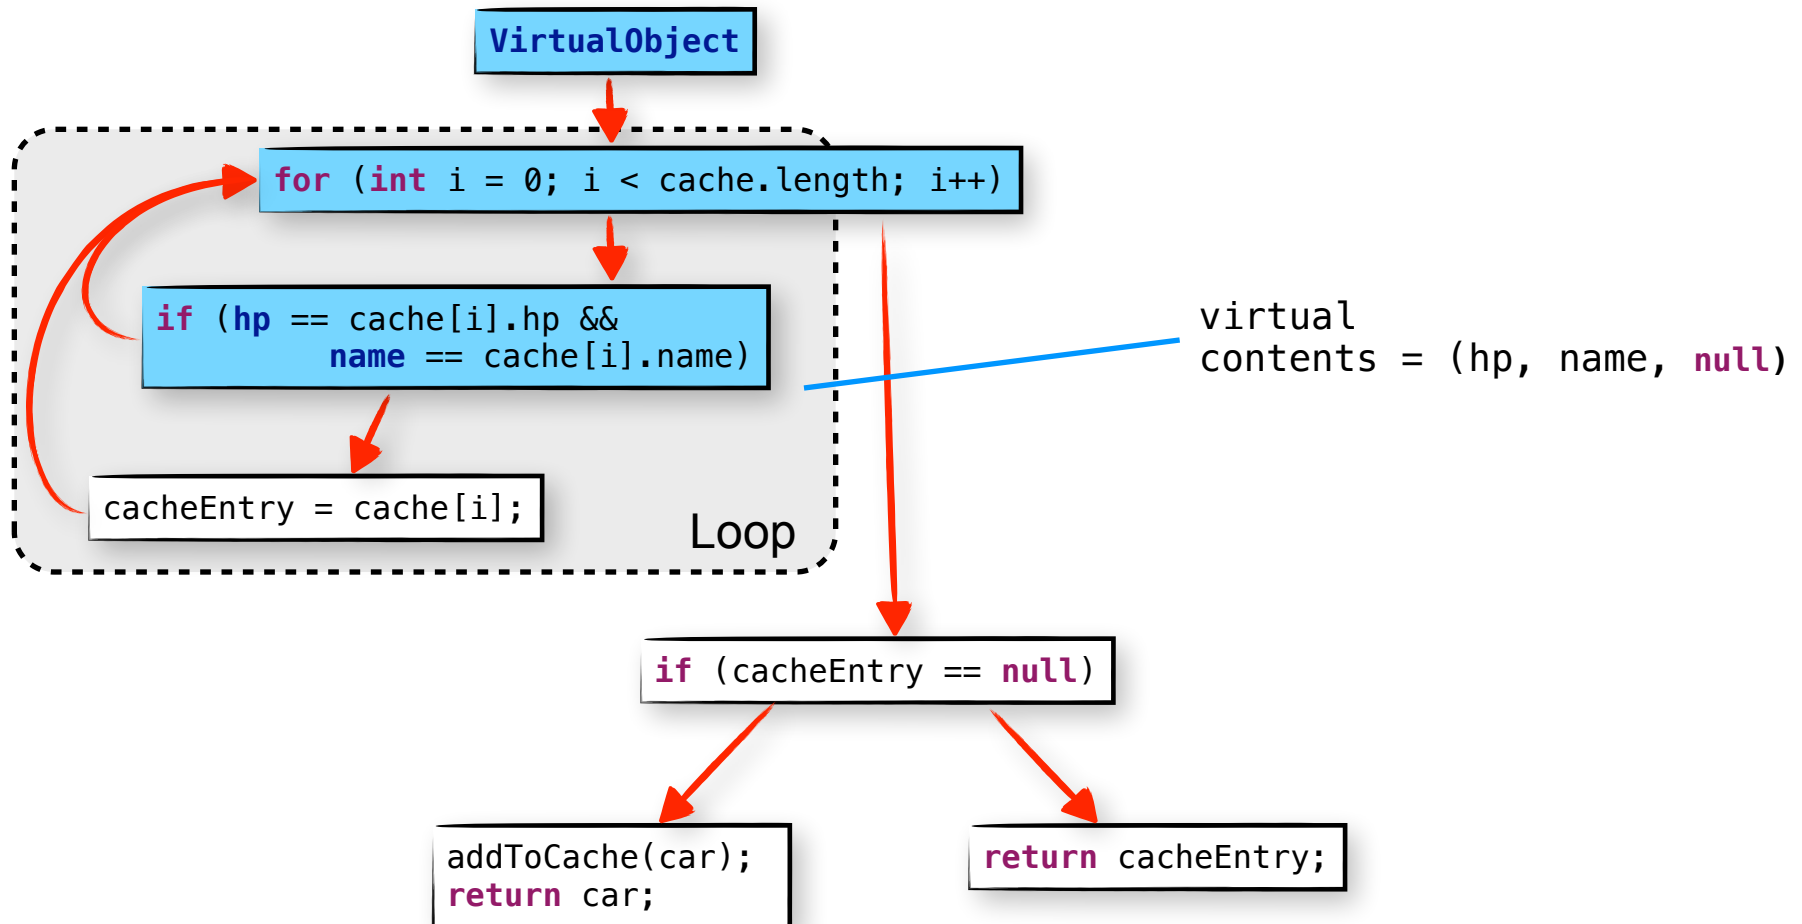 VirtualObject
for (int i = 0; i < cache.length; i++)
if (hp == cache[i].hp &&
name == cache[i].name)
virtual
contents = (hp, name, null)
cacheEntry = cache[i];
Loop
if (cacheEntry == null)
addToCache(car);
return car;
return cacheEntry;